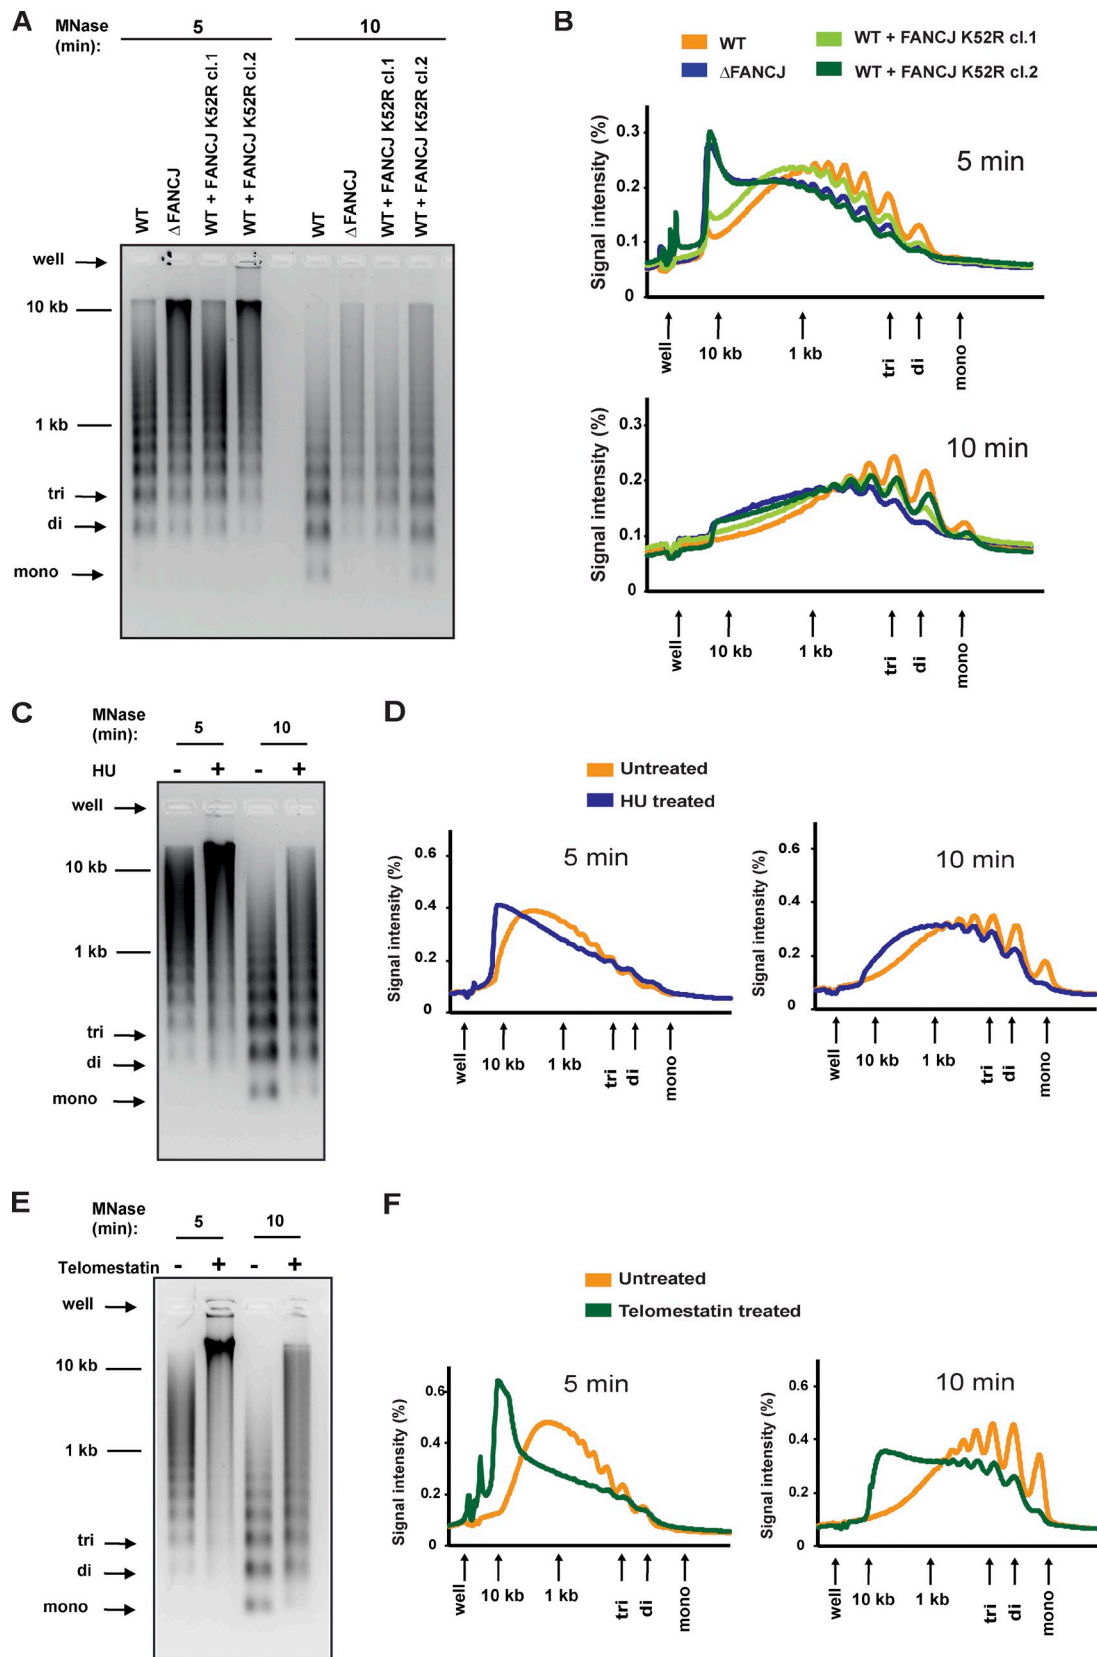 A
MNase
(min):
5
10
WT
ΔFANCJ
WT + FANCJ K52R cl.1
WT + FANCJ K52R cl.2
WT
ΔFANCJ
WT + FANCJ K52R cl.1
WT + FANCJ K52R cl.2
well
10 kb
1 kb
tri
di
mono
B
WT
WT + FANCJ K52R cl.1
ΔFANCJ
WT + FANCJ K52R cl.2
Signal intensity (%)
0.3
0.2
0.1
0
5 min
well
10 kb
1 kb
tri
di
mono
Signal intensity (%)
0.3
0.2
0.1
0
10 min
well
10 kb
1 kb
tri
di
mono
C
MNase
(min):
5
10
HU
- + - +
well
10 kb
1 kb
tri
di
mono
D
Untreated
HU treated
Signal intensity (%)
0.6
0.4
0.2
0
5 min
well
10 kb
1 kb
tri
di
mono
Signal intensity (%)
0.6
0.4
0.2
0
10 min
well
10 kb
1 kb
tri
di
mono
E
MNase
(min):
5
10
Telomestatin - + - +
well
10 kb
1 kb
tri
di
mono
F
Untreated
Telomestatin treated
Signal intensity (%)
0.6
0.4
0.2
0
5 min
well
10 kb
1 kb
tri
di
mono
Signal intensity (%)
0.6
0.4
0.2
0
10 min
well
10 kb
1 kb
tri
di
mono